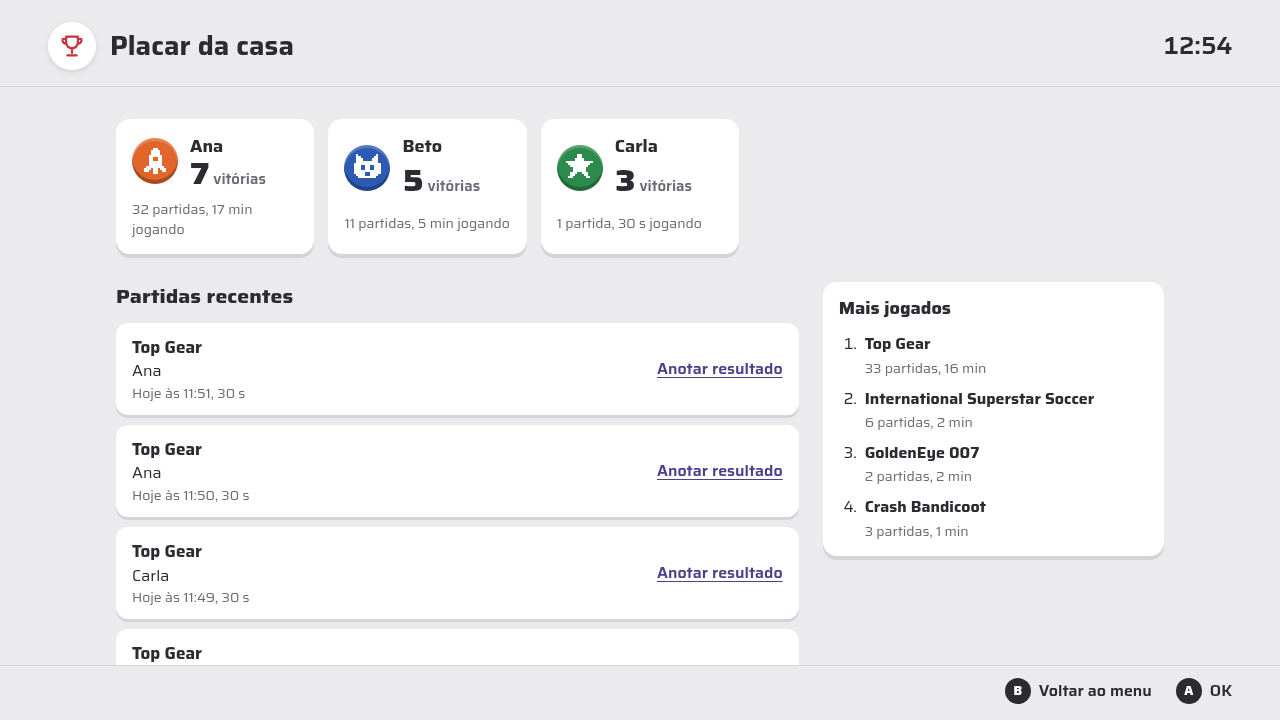 Placar da casa
12:54
Ana
7 vitórias
32 partidas, 17 min
jogando
Beto
5 vitórias
11 partidas, 5 min jogando
Carla
3 vitórias
1 partida, 30 s jogando
Partidas recentes
Top Gear
Ana
Hoje às 11:51, 30 s
Anotar resultado
Top Gear
Ana
Hoje às 11:50, 30 s
Anotar resultado
Top Gear
Carla
Hoje às 11:49, 30 s
Anotar resultado
Top Gear
Mais jogados
1. Top Gear
33 partidas, 16 min
2. International Superstar Soccer
6 partidas, 2 min
3. GoldenEye 007
2 partidas, 2 min
4. Crash Bandicoot
3 partidas, 1 min
B Voltar ao menu
A OK